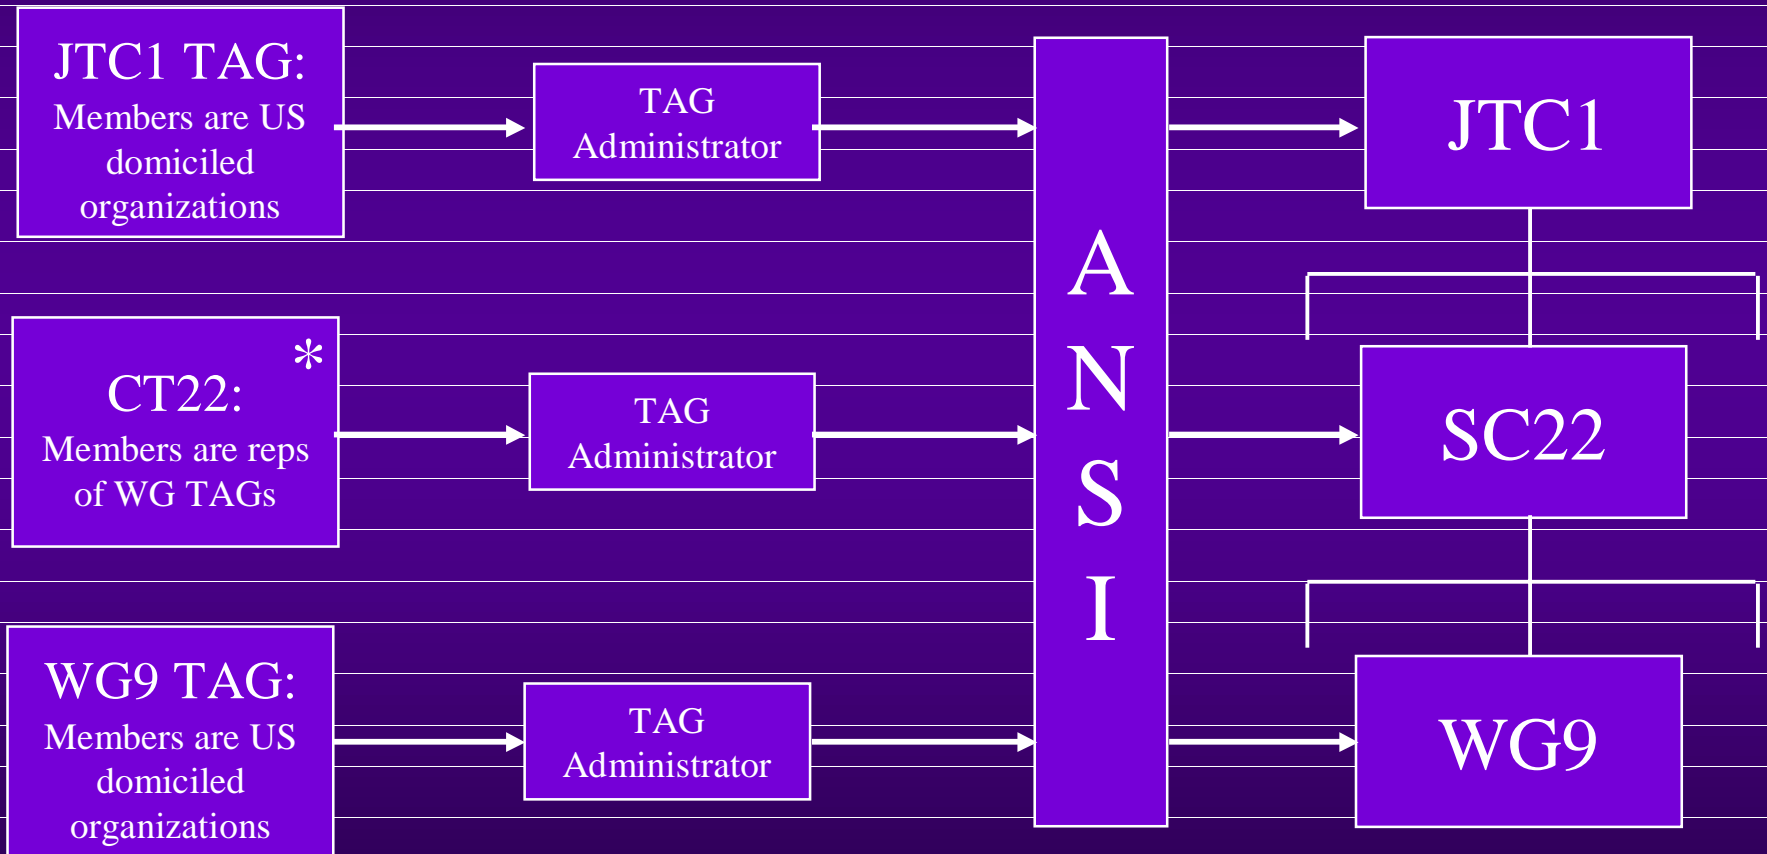 JTC1 TAG:
Members are US
domiciled
organizations
TAG
Administrator
A
N
S
I
JTC1
*
CT22:
Members are reps
of WG TAGs
TAG
Administrator
SC22
WG9 TAG:
Members are US
domiciled
organizations
TAG
Administrator
WG9